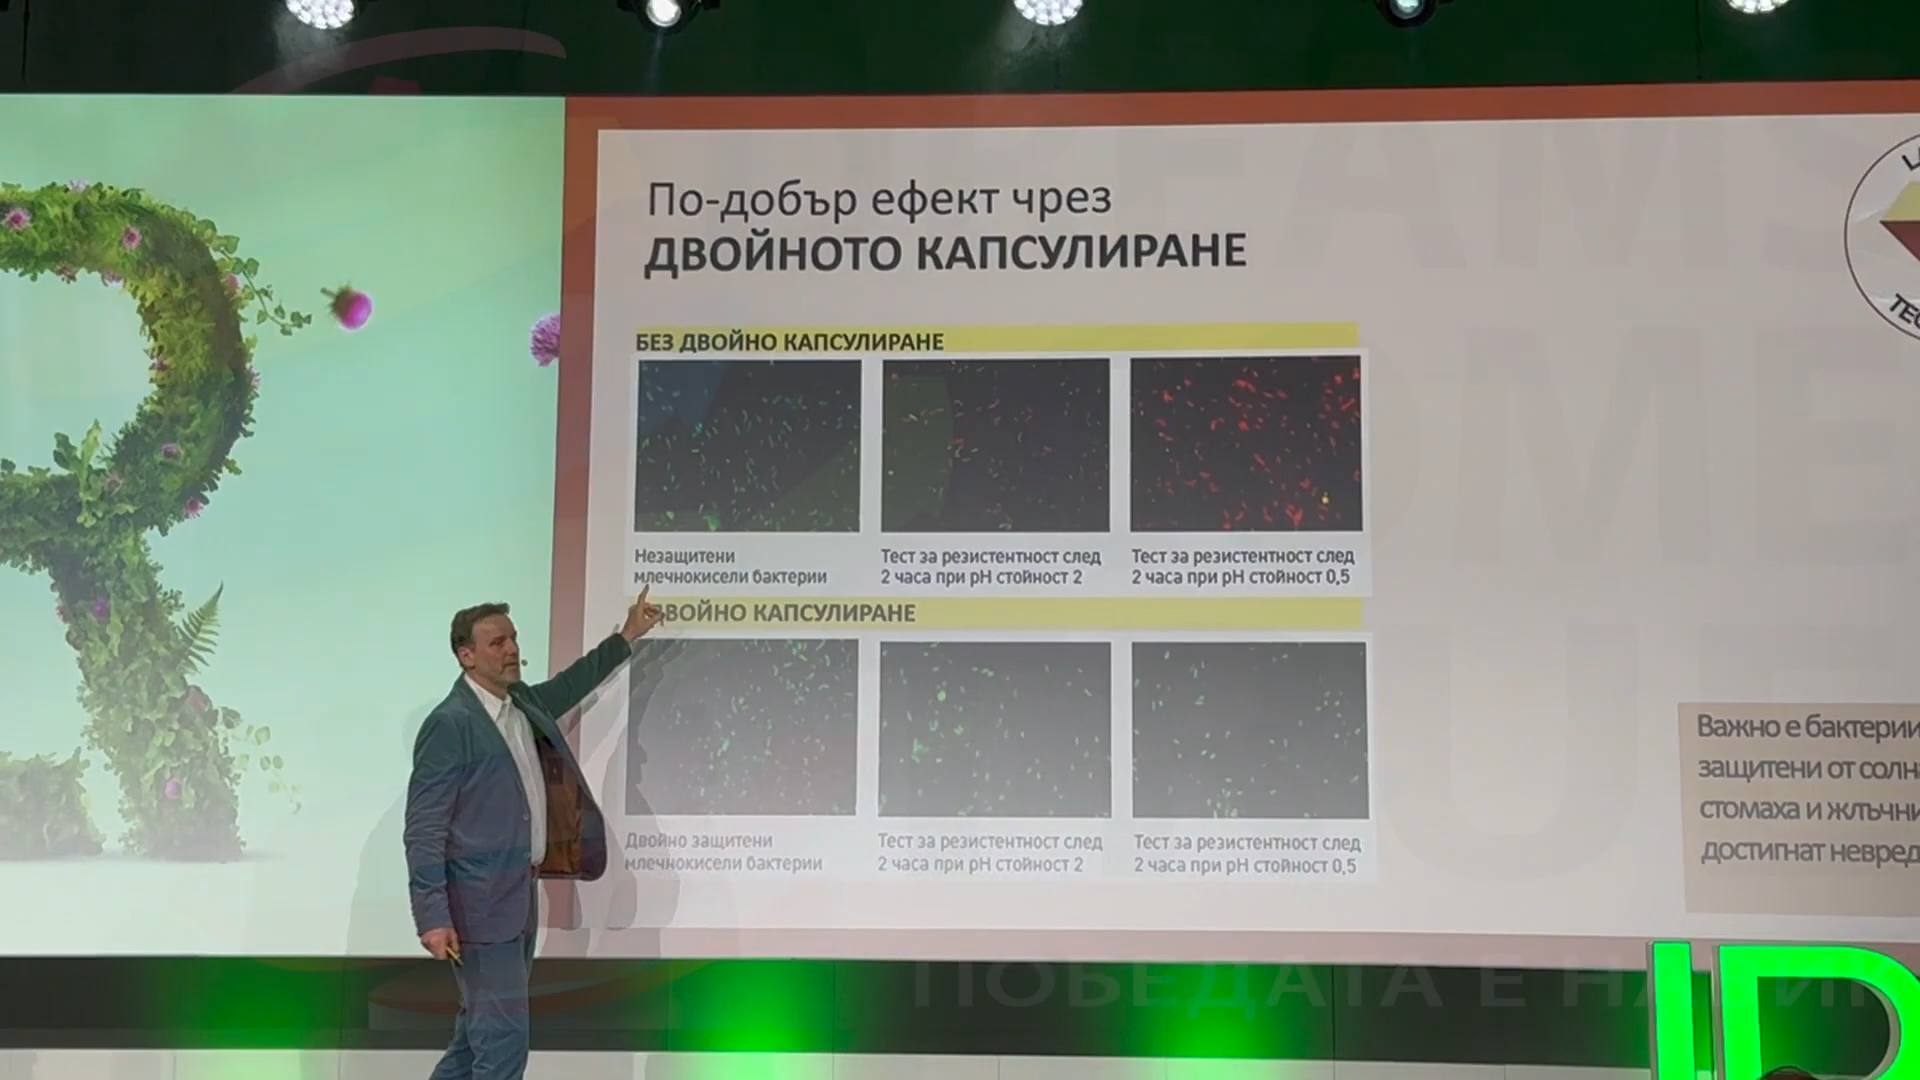 По-добър ефект чрез
ДВОЙНОТО КАПСУЛИРАНЕ
БЕЗ ДВОЙНО КАПСУЛИРАНЕ
Незащитени
млечнокисели бактерии
Тест за резистентност след
2 часа при pH стойност 2
Тест за резистентност след
2 часа при pH стойност 0,5
ДВОЙНО КАПСУЛИРАНЕ
Двойно защитени
млечнокисели бактерии
Тест за резистентност след
2 часа при pH стойност 2
Тест за резистентност след
2 часа при pH стойност 0,5
Важно е бактерии
защитени от солн
стомаха и жлъчни
достигнат невред
ПОБЕДАТА Е